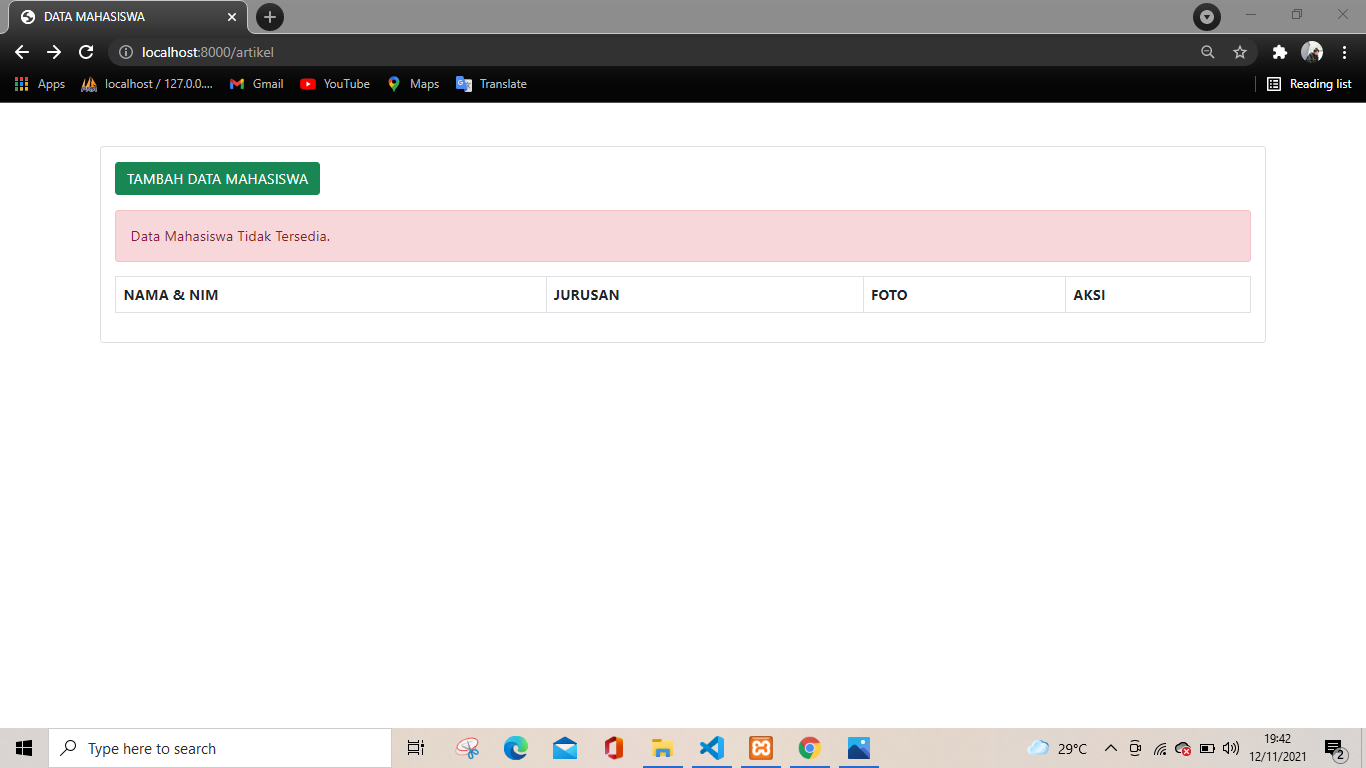 DATA MAHASISWA
localhost:8000/artikel
Apps
localhost / 127.0.0....
Gmail
YouTube
Maps
Translate
Reading list
TAMBAH DATA MAHASISWA
Data Mahasiswa Tidak Tersedia.
NAMA & NIM JURUSAN FOTO AKSI
Type here to search
29°C
19:42
12/11/2021
2